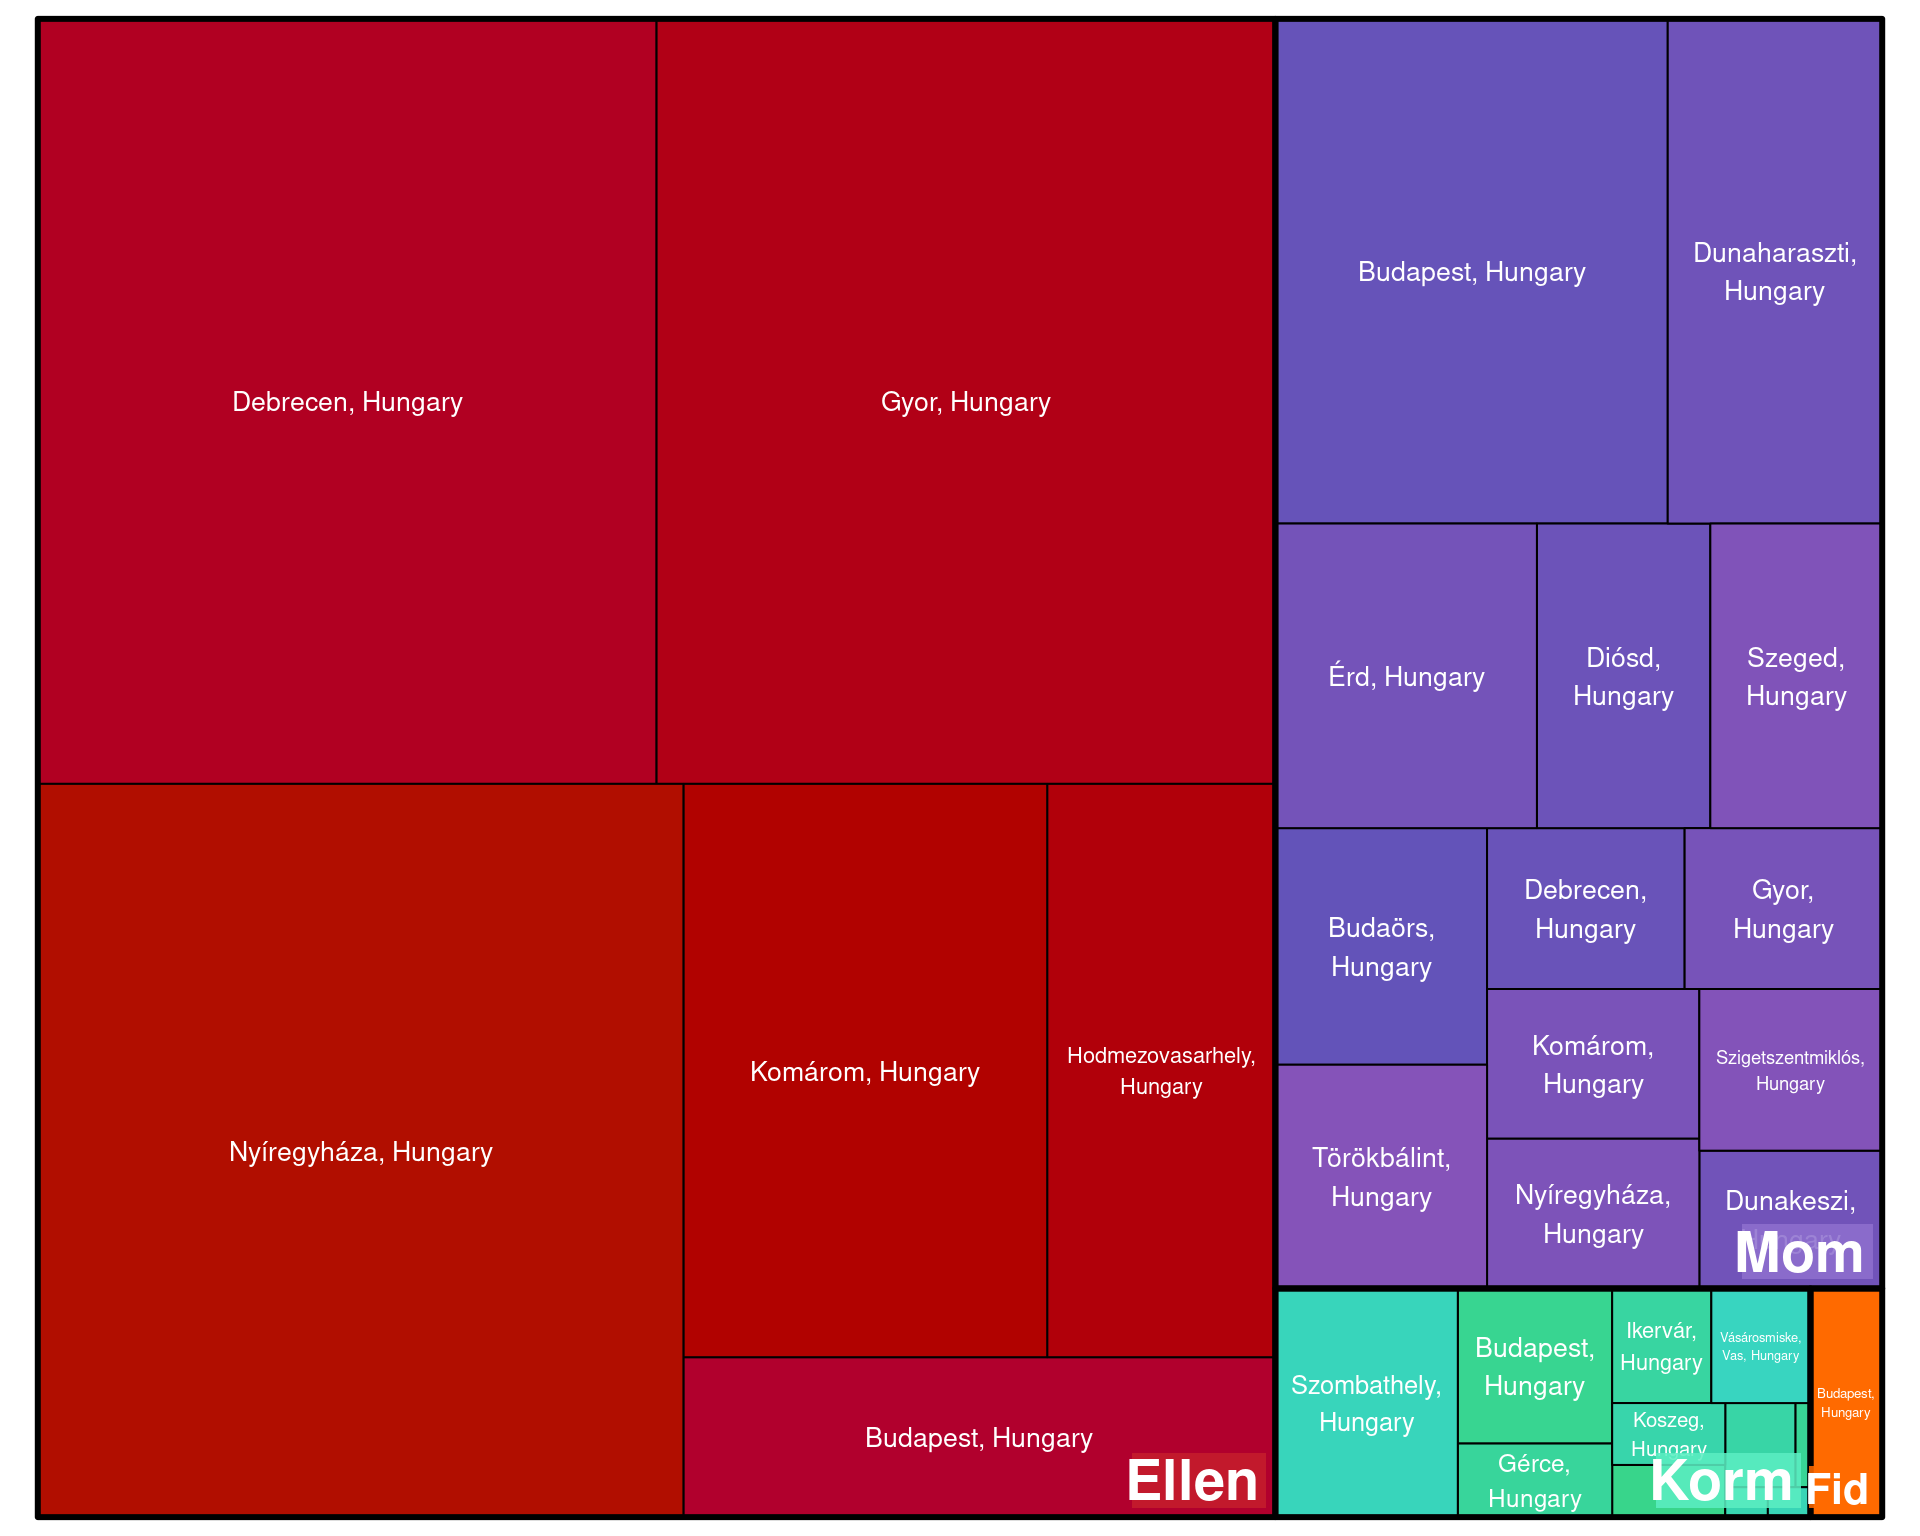 Debrecen, Hungary
Gyor, Hungary
Nyíregyháza, Hungary
Komárom, Hungary
Hodmezovasarhely,
Hungary
Budapest, Hungary
Ellen
Budapest, Hungary
Dunaharaszti,
Hungary
Érd, Hungary
Diósd,
Hungary
Szeged,
Hungary
Budaörs,
Hungary
Debrecen,
Hungary
Gyor,
Hungary
Komárom,
Hungary
Szigetszentmiklós,
Hungary
Törökbálint,
Hungary
Nyíregyháza,
Hungary
Dunakeszi,
Hungary
Mom
Szombathely,
Hungary
Budapest,
Hungary
Ikervár,
Hungary
Vásárosmiske,
Vas, Hungary
Koszeg,
Hungary
Gérce,
Hungary
Korm
Budapest,
Hungary
Fid